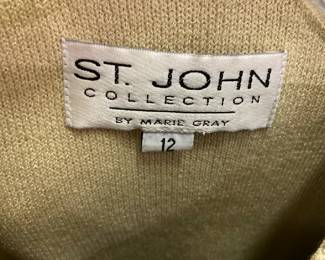 ST. JOHN
COLLECTION
BY MARIE GRAY
12